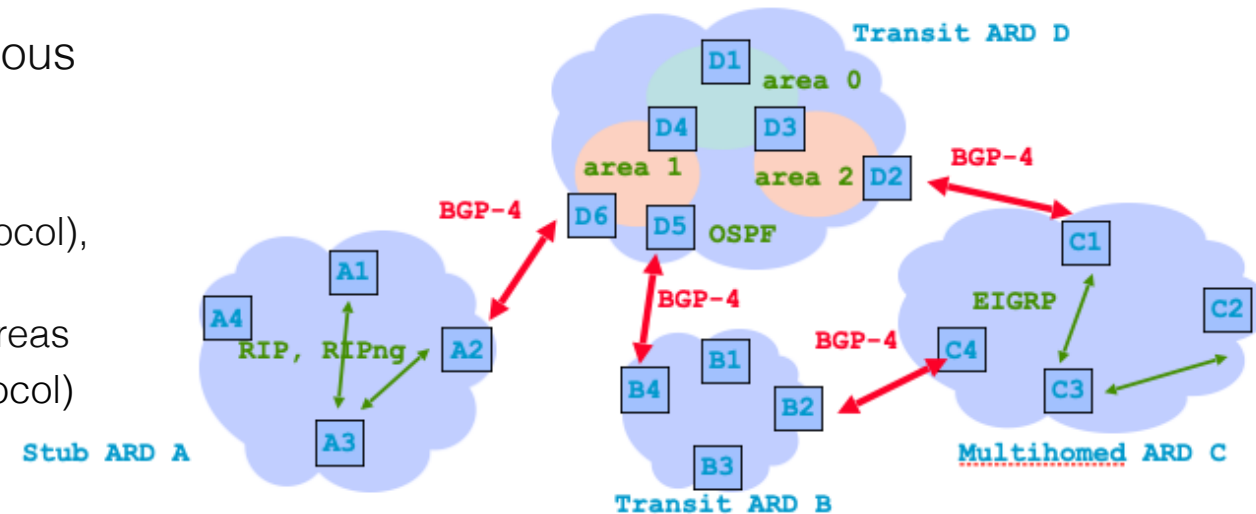 ous
ocol),
reas
ocol)
Transit ARD D
D1
area 0
D4
D3
area 1
area 2
D2
BGP-4
BGP-4
D6
D5
OSPF
C1
A1
BGP-4
EIGRP
C2
A4
RIP, RIPng
A2
B1
BGP-4
C4
B4
B2
C3
A3
Stub ARD A
B3
Multihomed ARD C
Transit ARD B